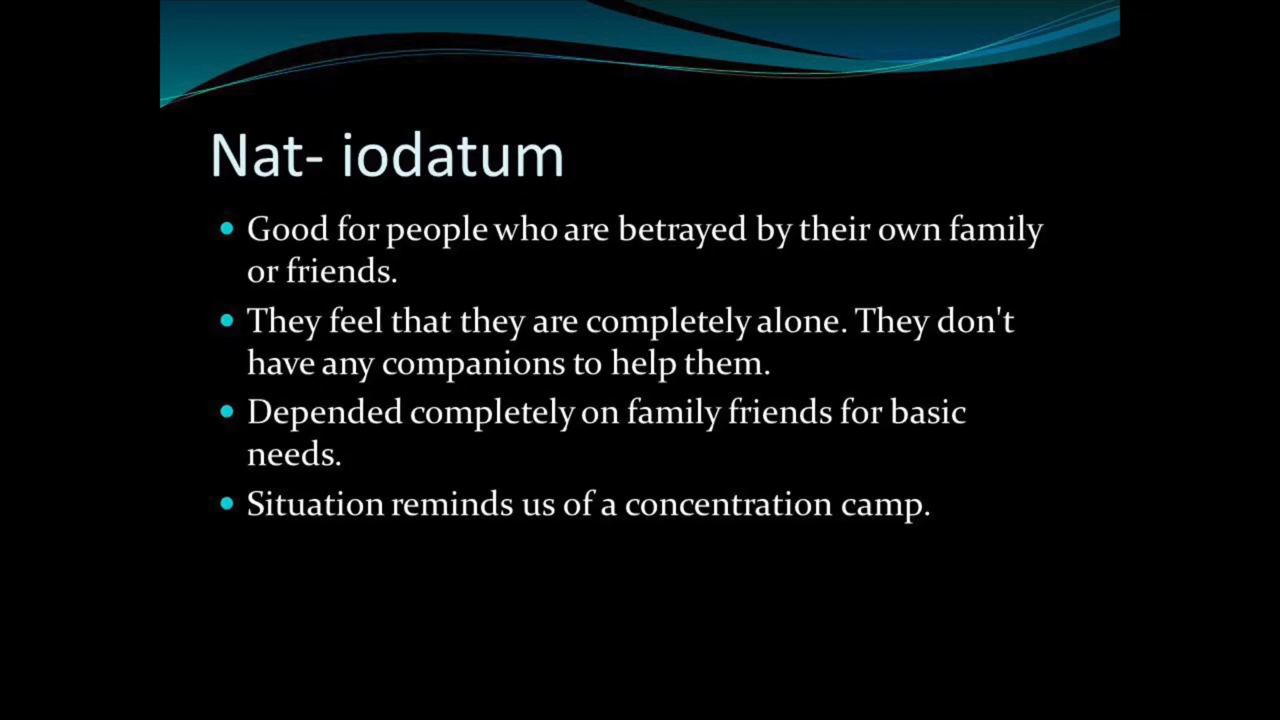 Nat- iodatum
Good for people who are betrayed by their own family
or friends.
They feel that they are completely alone. They don't
have any companions to help them.
Depended completely on family friends for basic
needs.
Situation reminds us of a concentration camp.